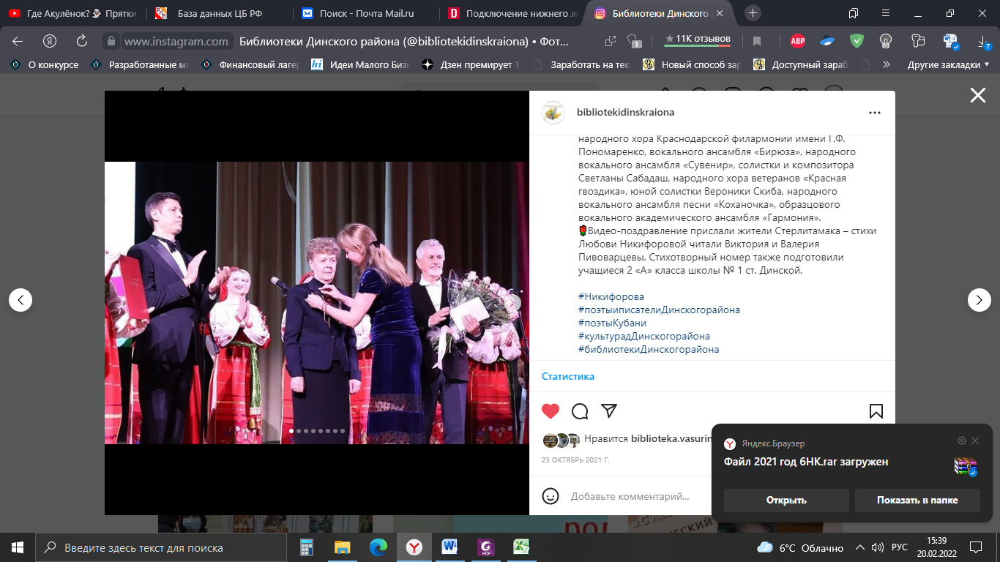 Где Акулёнок? Прятки
База данных ЦБ РФ
Поиск - Почта Mail.ru
Подключение нижнего л
Библиотеки Динского
www.instagram.com
Библиотеки Динского района (@bibliotekidinskraiona) • Фот...
★ 11К отзывов
1
ABP
7
О конкурсе
Разработанные ма
Финансовый лагер
hi
Идеи Малого Бизн
Дзен премирует 1
Заработать на тек
Новый способ зар
Доступный зараб
»
Другие закладки
bibliotekidinskraiona
народного хора Краснодарской филармонии имени Г.Ф.
Пономаренко, вокального ансамбля «Бирюза», народного
вокального ансамбля «Сувенир», солистки и композитора
Светланы Сабадаш, народного хора ветеранов «Красная
гвоздика», юной солистки Вероники Скиба, народного
вокального ансамбля песни «Коханочка», образцового
вокального академического ансамбля «Гармония».
Видео-поздравление прислали жители Стерлитамака – стихи
Любови Никифоровой читали Виктория и Валерия
Пивоварцевы. Стихотворный номер также подготовили
учащиеся 2 «А» класса школы № 1 ст. Динской.
#Никифорова
#поэтыиписателиДинскогорайона
#поэтыКубани
#культурадДинскогорайона
#библиотекиДинскогорайона
Статистика
Нравится biblioteka.vasurin
23 ОКТЯБРЬ 2021 Г.
Добавьте комментарий...
Яндекс.Браузер
Файл 2021 год 6НК.rar загружен
Открыть
Показать в папке
Введите здесь текст для поиска
6°C Облачно
РУС
15:39
20.02.2022